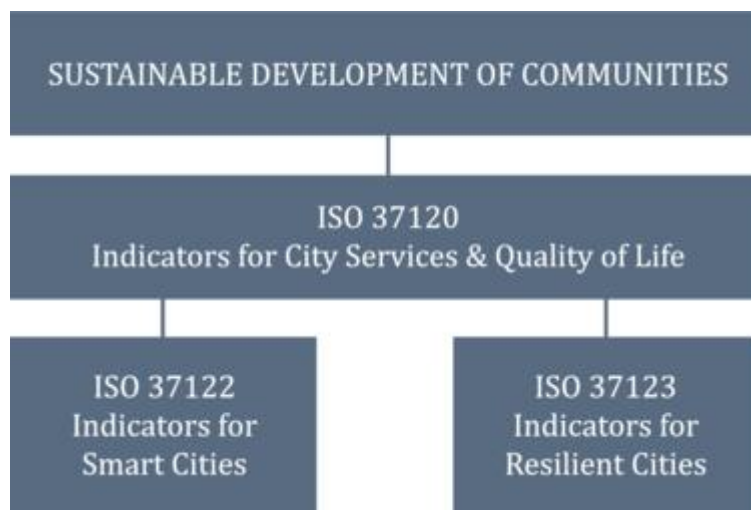 SUSTAINABLE DEVELOPMENT OF COMMUNITIES
ISO 37120
Indicators for City Services & Quality of Life
ISO 37122
Indicators for
Smart Cities
ISO 37123
Indicators for
Resilient Cities